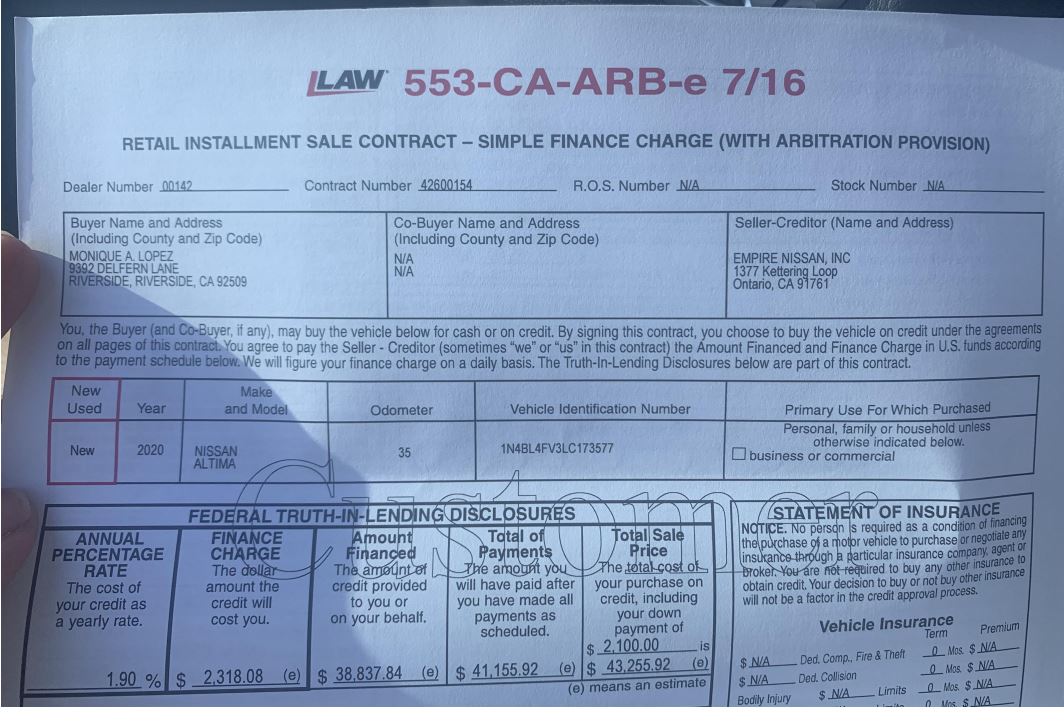 LAW 553-CA-ARB-e 7/16
RETAIL INSTALLMENT SALE CONTRACT – SIMPLE FINANCE CHARGE (WITH ARBITRATION PROVISION)
Dealer Number 00142 Contract Number 42600154 R.O.S. Number N/A Stock Number N/A
Buyer Name and Address
(Including County and Zip Code)
MONIQUE A. LOPEZ
9392 DELFERN LANE
RIVERSIDE, RIVERSIDE, CA 92509
Co-Buyer Name and Address
(Including County and Zip Code)
N/A
N/A
Seller-Creditor (Name and Address)
EMPIRE NISSAN, INC
1377 Kettering Loop
Ontario, CA 91761
You, the Buyer (and Co-Buyer, if any), may buy the vehicle below for cash or on credit. By signing this contract, you choose to buy the vehicle on credit under the agreements
on all pages of this contract. You agree to pay the Seller - Creditor (sometimes “we” or “us” in this contract) the Amount Financed and Finance Charge in U.S. funds according
to the payment schedule below. We will figure your finance charge on a daily basis. The Truth-In-Lending Disclosures below are part of this contract.
New
Used
Year
Make
and Model
Odometer
Vehicle Identification Number
Primary Use For Which Purchased
New
2020
NISSAN
ALTIMA
35
1N4BL4FV3LC173577
Personal, family or household unless
otherwise indicated below.
business or commercial
Customer
FEDERAL TRUTH-IN-LENDING DISCLOSURES
ANNUAL
PERCENTAGE
RATE
The cost of
your credit as
a yearly rate.
1.90 %
FINANCE
CHARGE
The dollar
amount the
credit will
cost you.
$ 2,318.08 (e)
Amount
Financed
The amount of
credit provided
to you or
on your behalf.
$ 38,837.84 (e)
Total of
Payments
The amount you
will have paid after
you have made all
payments as
scheduled.
$ 41,155.92 (e)
Total Sale
Price
The total cost of
your purchase on
credit, including
your down
payment of
$ 2,100.00 is
$ 43,255.92 (e)
(e) means an estimate
STATEMENT OF INSURANCE
NOTICE. No person is required as a condition of financing
the purchase of a motor vehicle to purchase or negotiate any
insurance through a particular insurance company, agent or
broker. You are not required to buy any other insurance to
obtain credit. Your decision to buy or not buy other insurance
will not be a factor in the credit approval process.
Vehicle Insurance
Term Premium
$ N/A Ded. Comp., Fire & Theft 0 Mos. $ N/A
$ N/A Ded. Collision 0 Mos. $ N/A
Bodily Injury $ N/A Limits 0 Mos. $ N/A
Limits 0 Mos. $ N/A